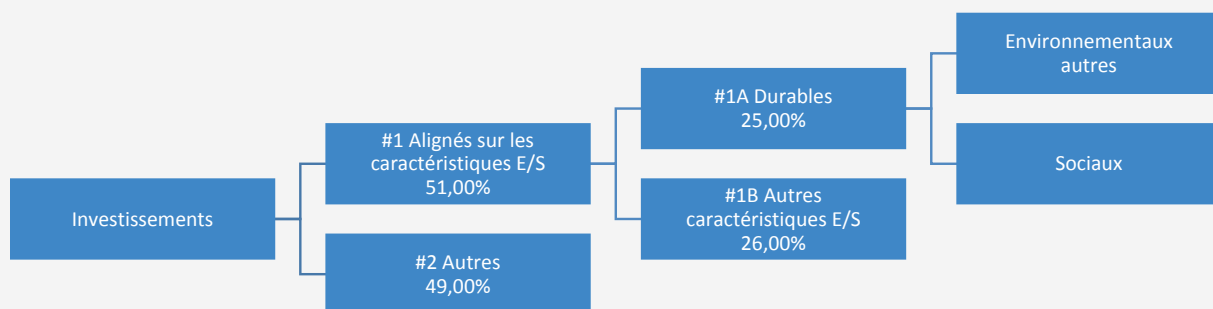 Investissements
#1 Alignés sur les
caractéristiques E/S
51,00%
#2 Autres
49,00%
#1A Durables
25,00%
#1B Autres
caractéristiques E/S
26,00%
Environnementaux
autres
Sociaux